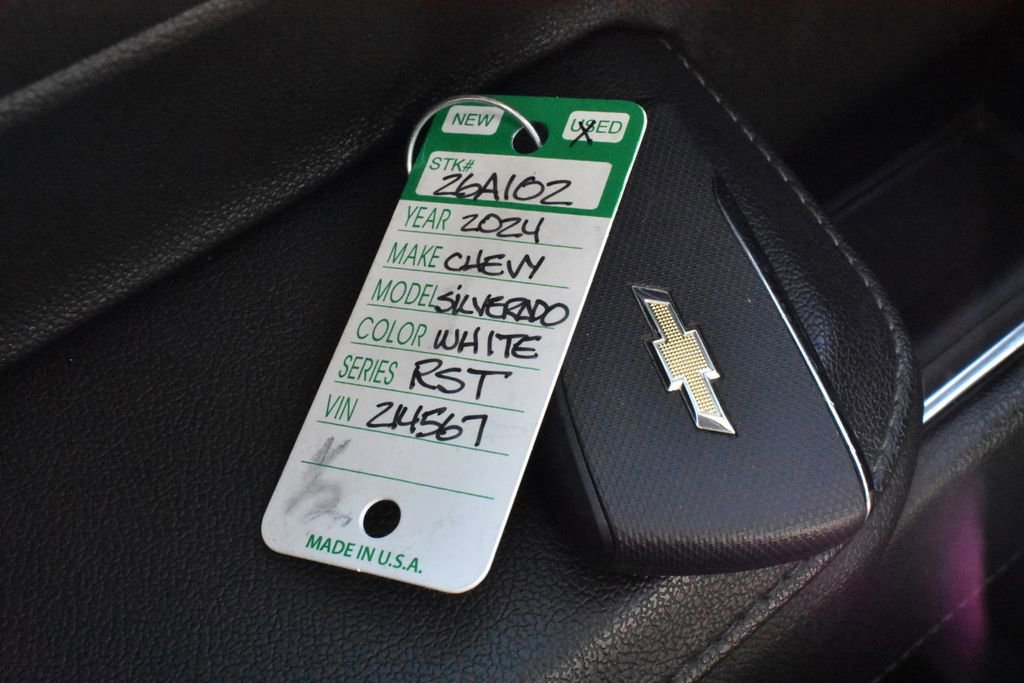 NEW USED
STK# 26A102
YEAR 2024
MAKE CHEVY
MODEL SILVERADO
COLOR WHITE
SERIES RST
VIN 214567
MADE IN U.S.A.